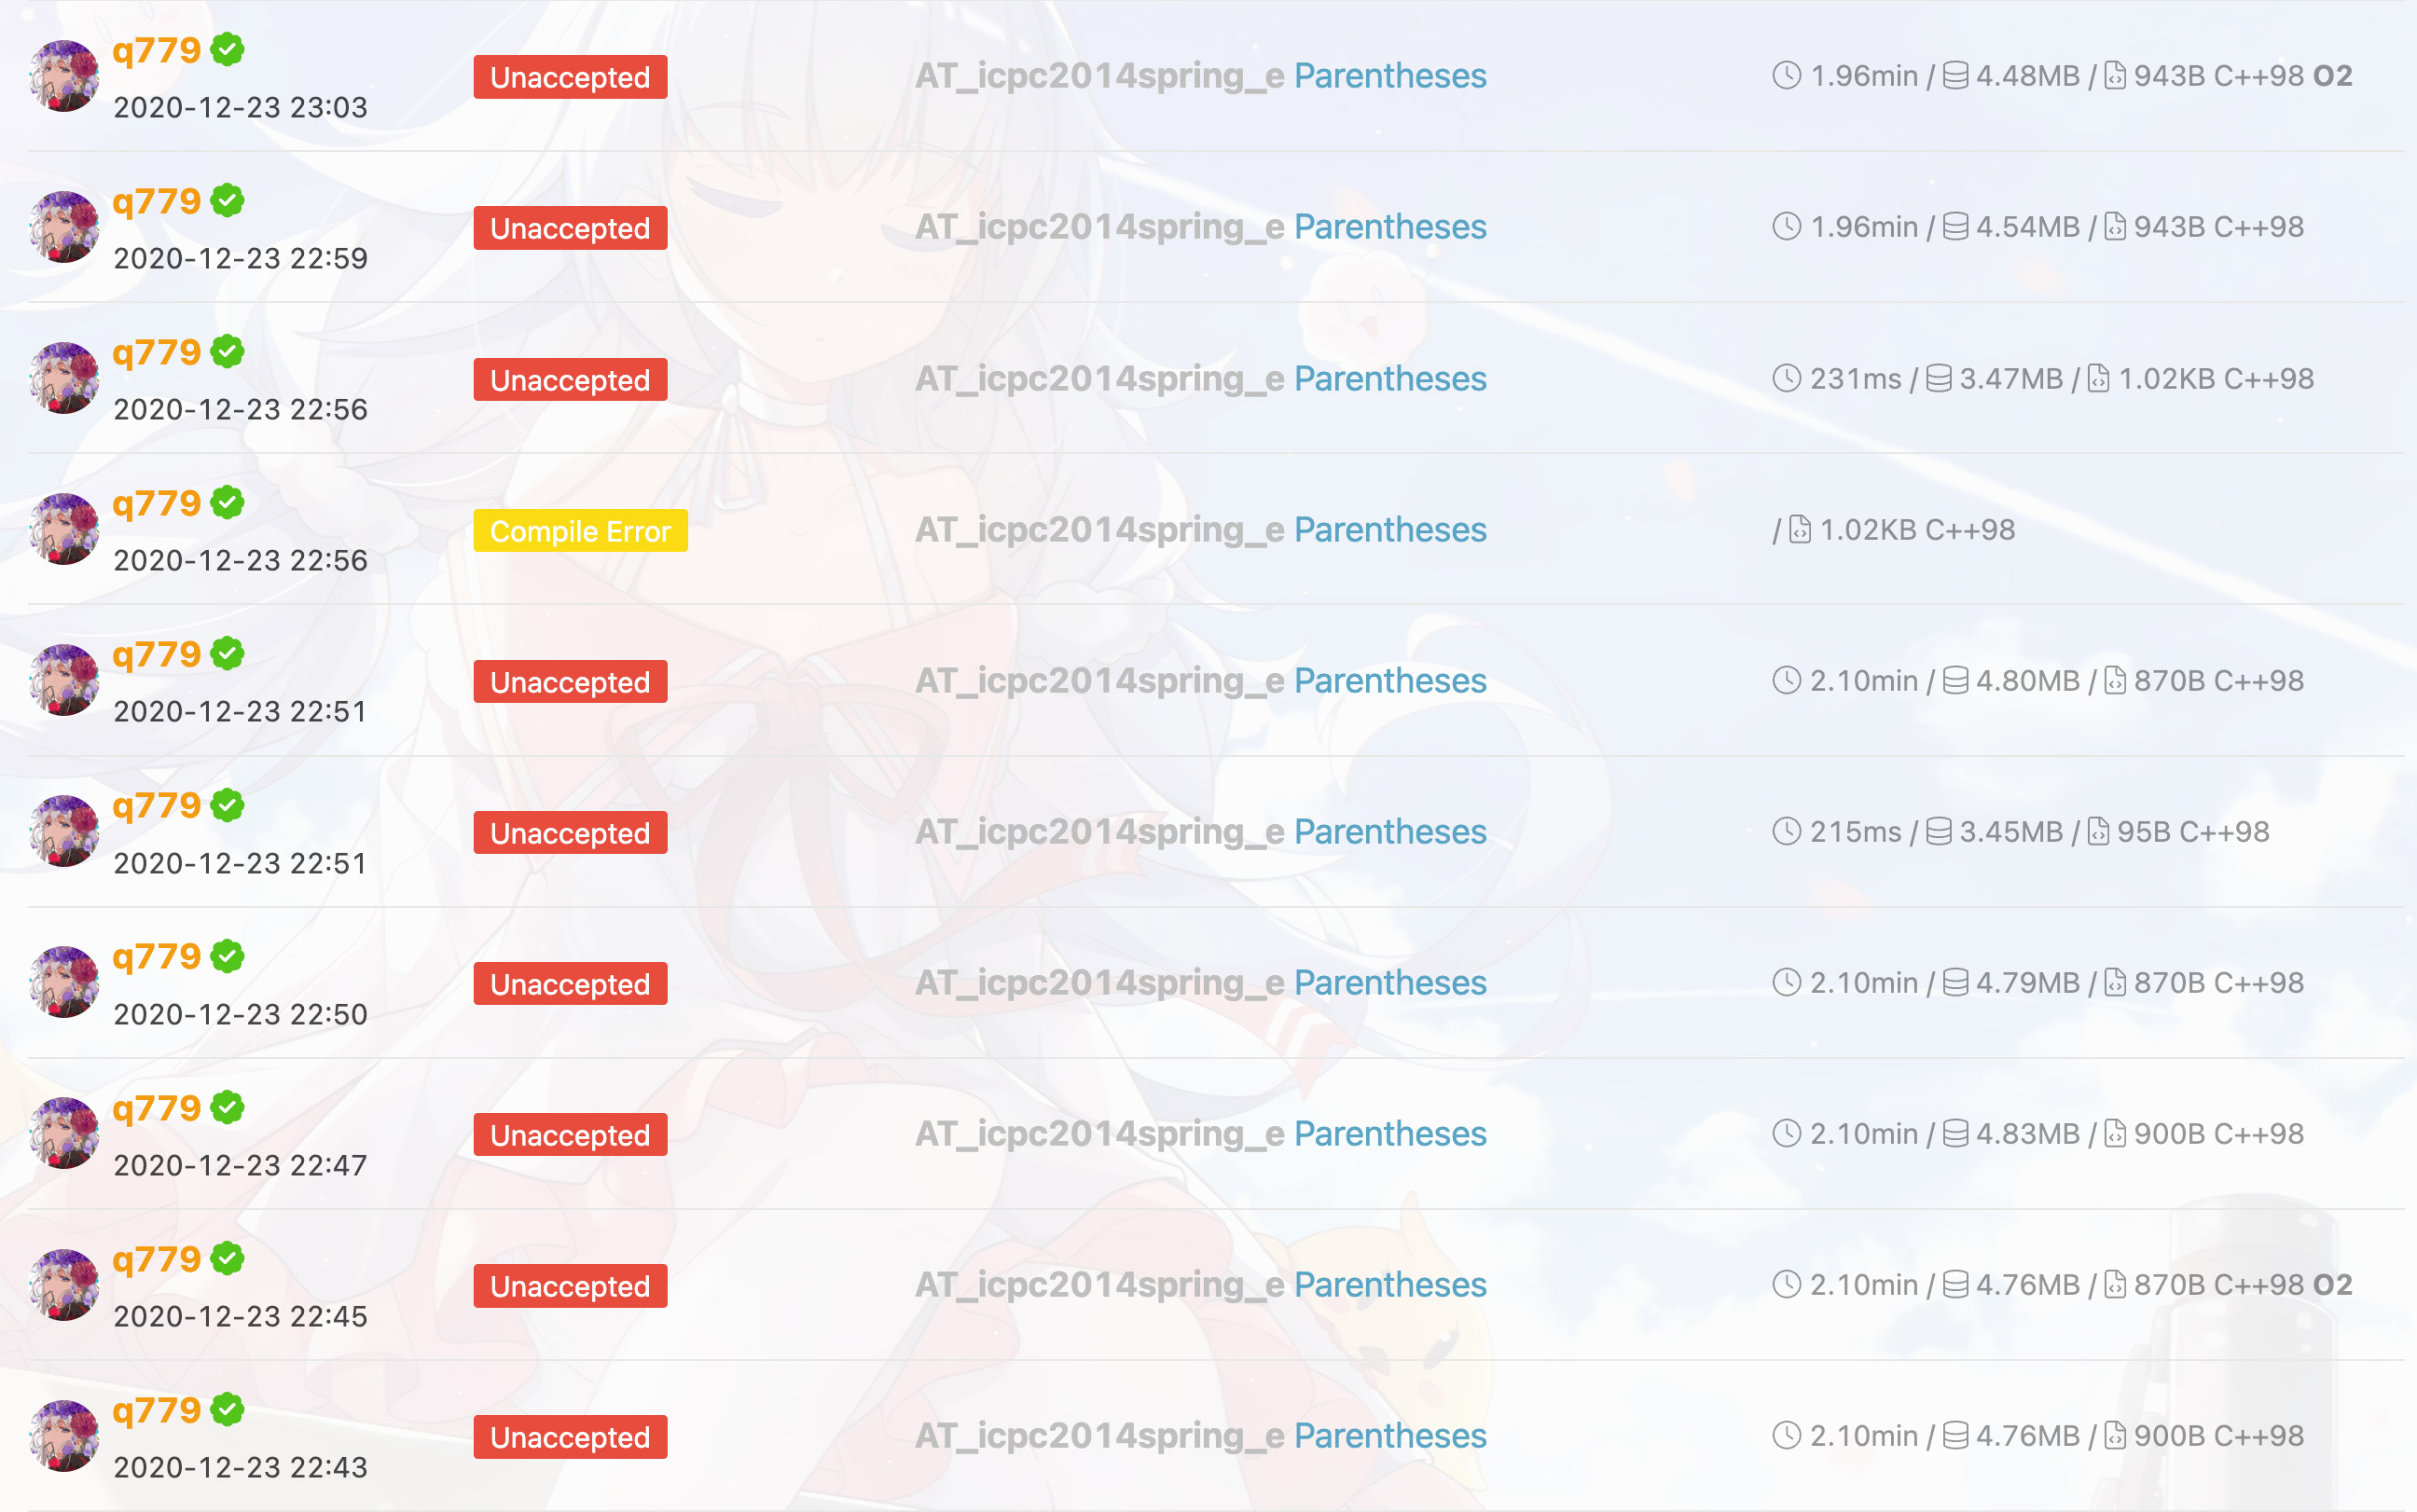 q779
2020-12-23 23:03
Unaccepted
AT_icpc2014spring_e Parentheses
1.96min / 4.48MB / 943B C++98 O2
q779
2020-12-23 22:59
Unaccepted
AT_icpc2014spring_e Parentheses
1.96min / 4.54MB / 943B C++98
q779
2020-12-23 22:56
Unaccepted
AT_icpc2014spring_e Parentheses
231ms / 3.47MB / 1.02KB C++98
q779
2020-12-23 22:56
Compile Error
AT_icpc2014spring_e Parentheses
/ 1.02KB C++98
q779
2020-12-23 22:51
Unaccepted
AT_icpc2014spring_e Parentheses
2.10min / 4.80MB / 870B C++98
q779
2020-12-23 22:51
Unaccepted
AT_icpc2014spring_e Parentheses
215ms / 3.45MB / 95B C++98
q779
2020-12-23 22:50
Unaccepted
AT_icpc2014spring_e Parentheses
2.10min / 4.79MB / 870B C++98
q779
2020-12-23 22:47
Unaccepted
AT_icpc2014spring_e Parentheses
2.10min / 4.83MB / 900B C++98
q779
2020-12-23 22:45
Unaccepted
AT_icpc2014spring_e Parentheses
2.10min / 4.76MB / 870B C++98 O2
q779
2020-12-23 22:43
Unaccepted
AT_icpc2014spring_e Parentheses
2.10min / 4.76MB / 900B C++98